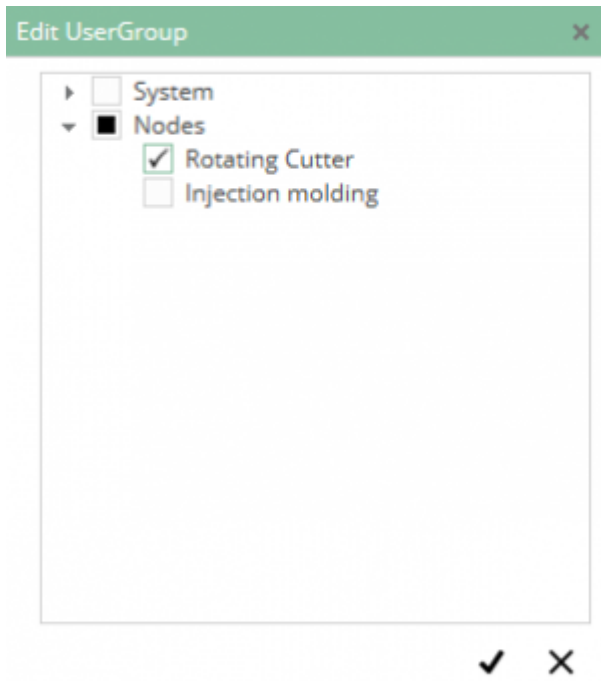 Edit UserGroup
System
Nodes
Rotating Cutter
Injection molding